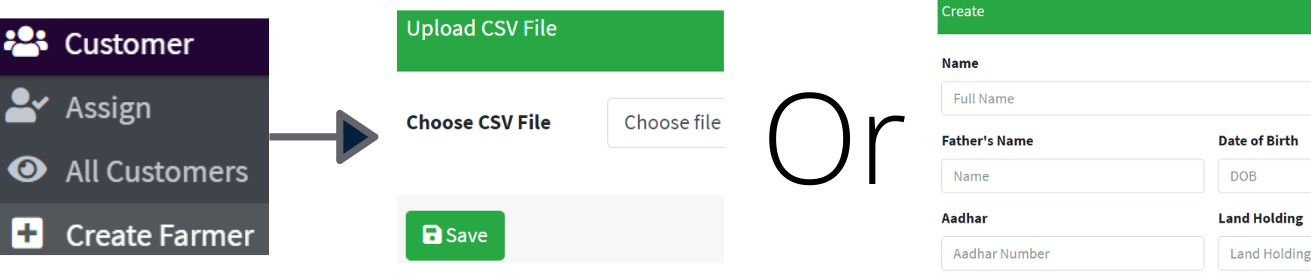 Customer
Assign
All Customers
Create Farmer
Upload CSV File
Choose CSV File
Choose file
Save
Or
Create
Name
Full Name
Father's Name Date of Birth
Name DOB
Aadhar Land Holding
Aadhar Number Land Holding